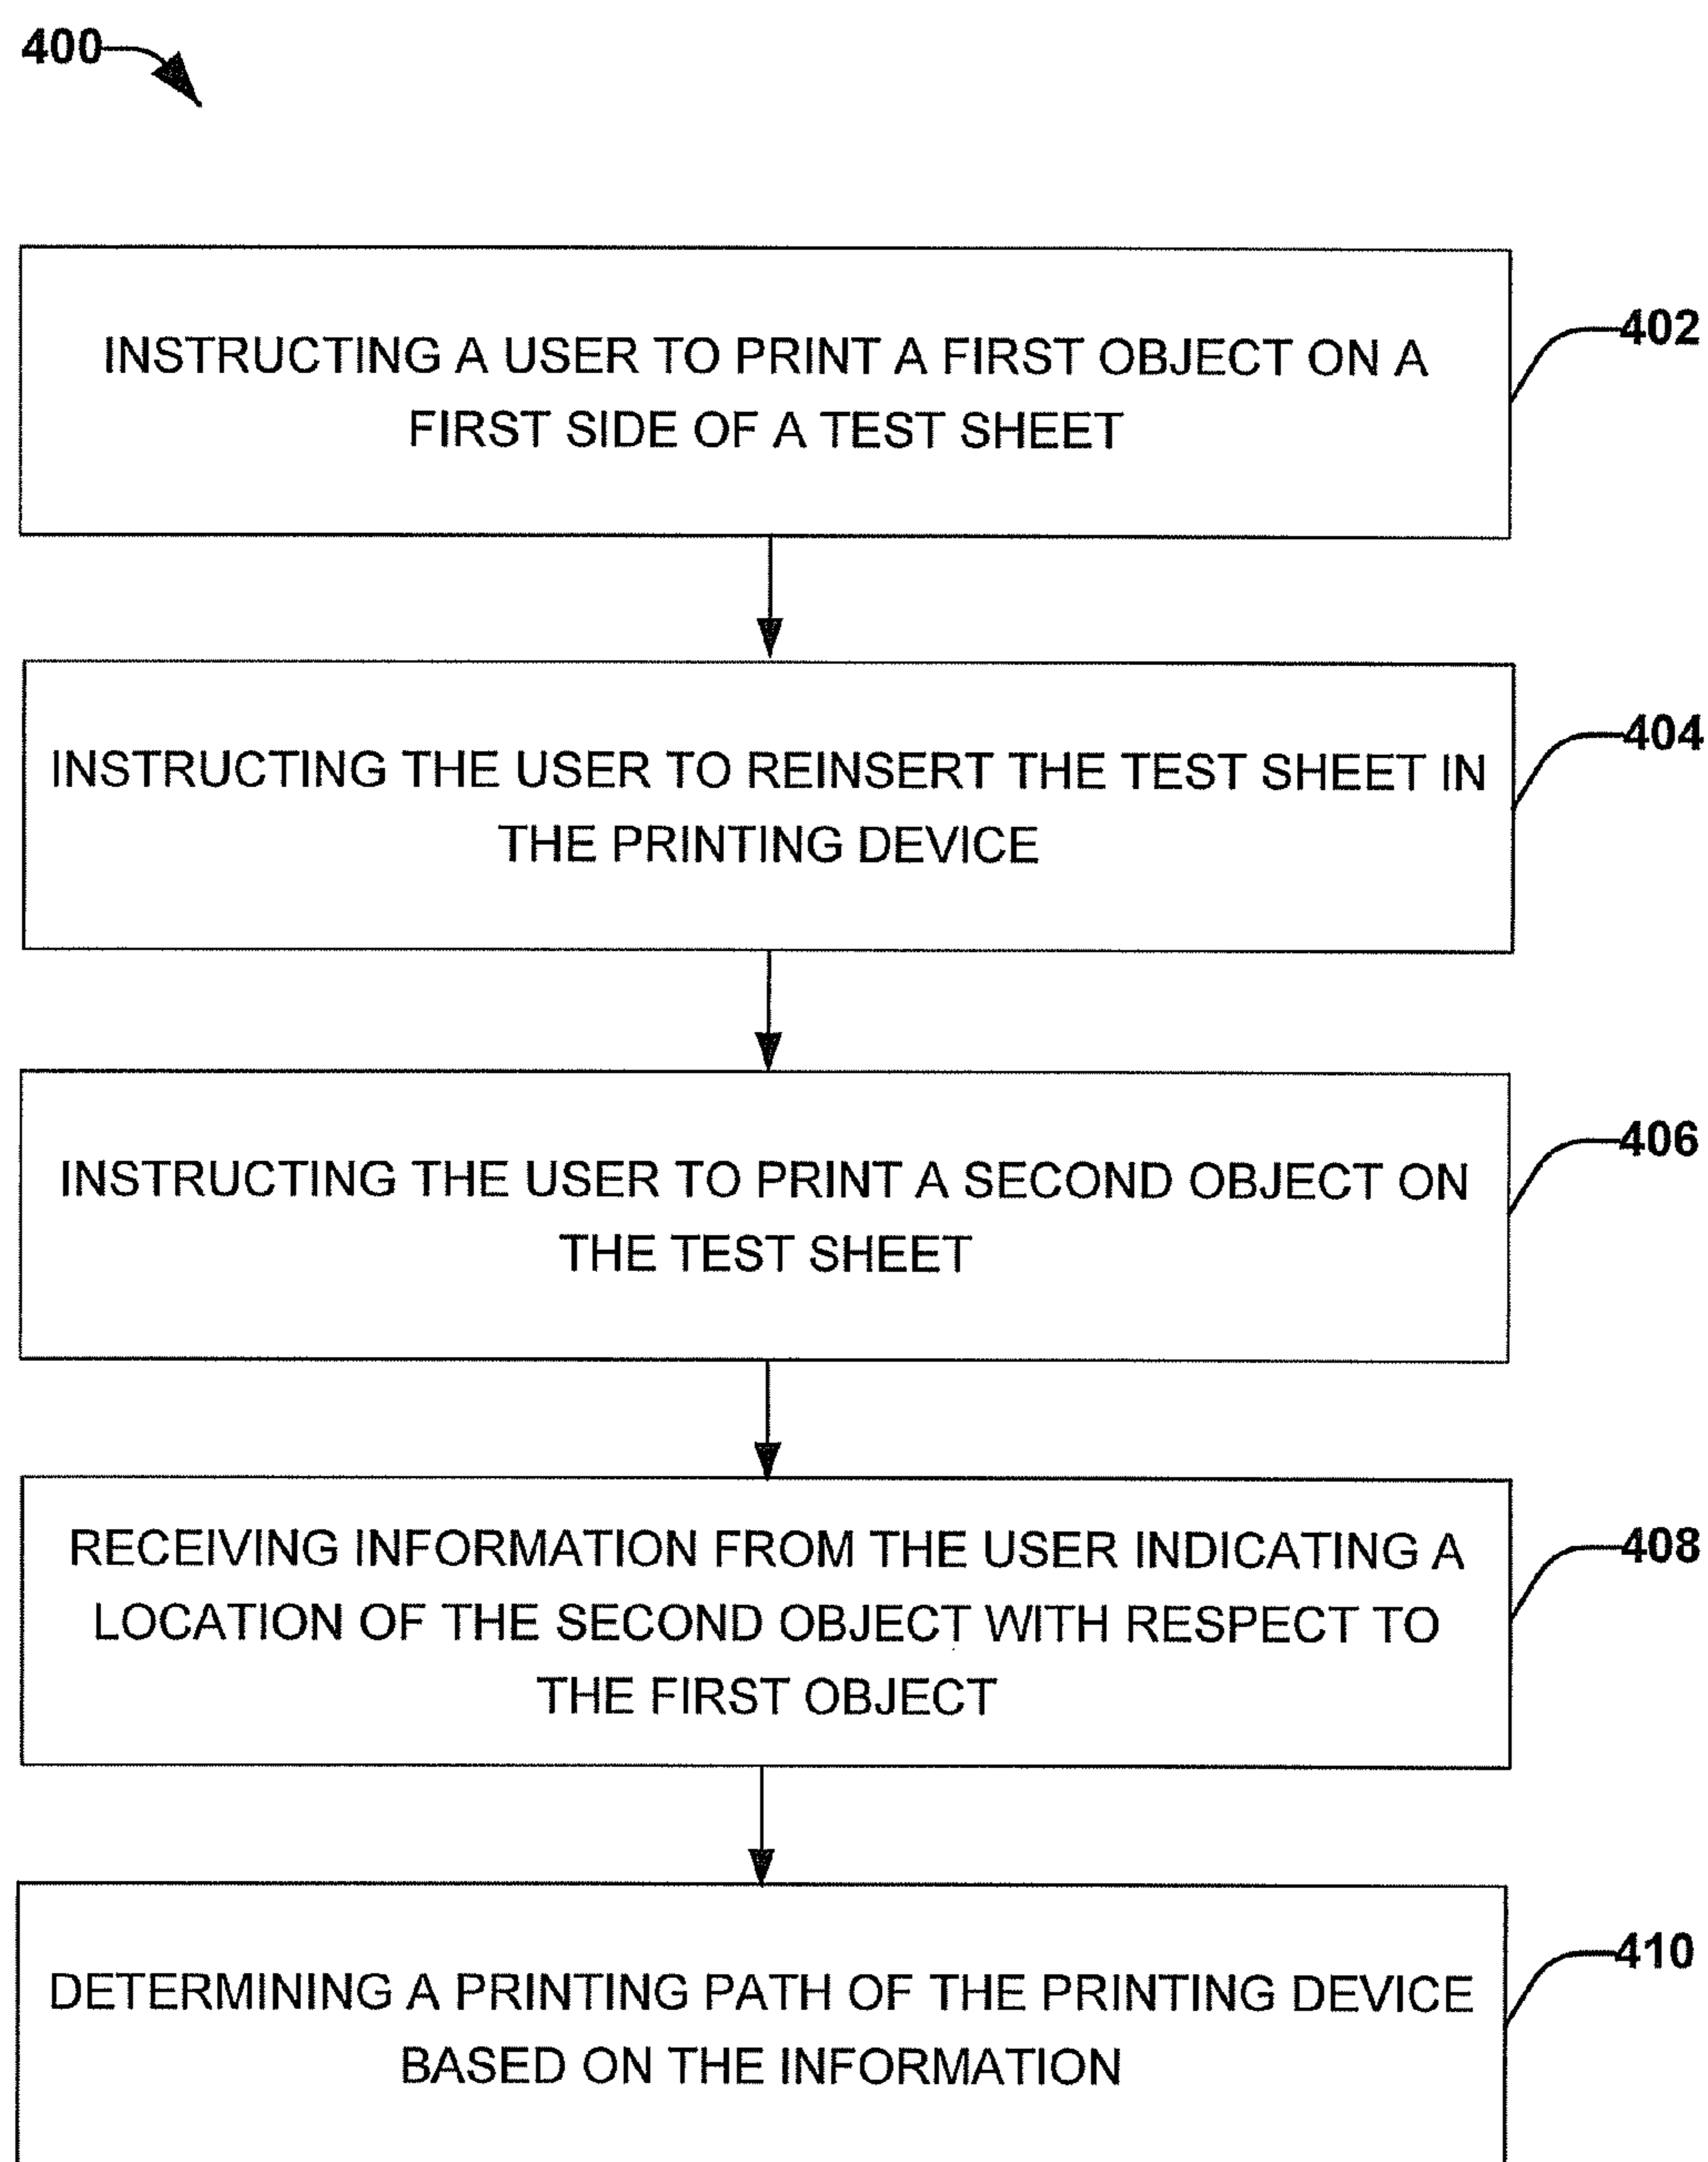 400
INSTRUCTING A USER TO PRINT A FIRST OBJECT ON A
FIRST SIDE OF A TEST SHEET
402
INSTRUCTING THE USER TO REINSERT THE TEST SHEET IN
THE PRINTING DEVICE
404
INSTRUCTING THE USER TO PRINT A SECOND OBJECT ON
THE TEST SHEET
406
RECEIVING INFORMATION FROM THE USER INDICATING A
LOCATION OF THE SECOND OBJECT WITH RESPECT TO
THE FIRST OBJECT
408
DETERMINING A PRINTING PATH OF THE PRINTING DEVICE
BASED ON THE INFORMATION
410